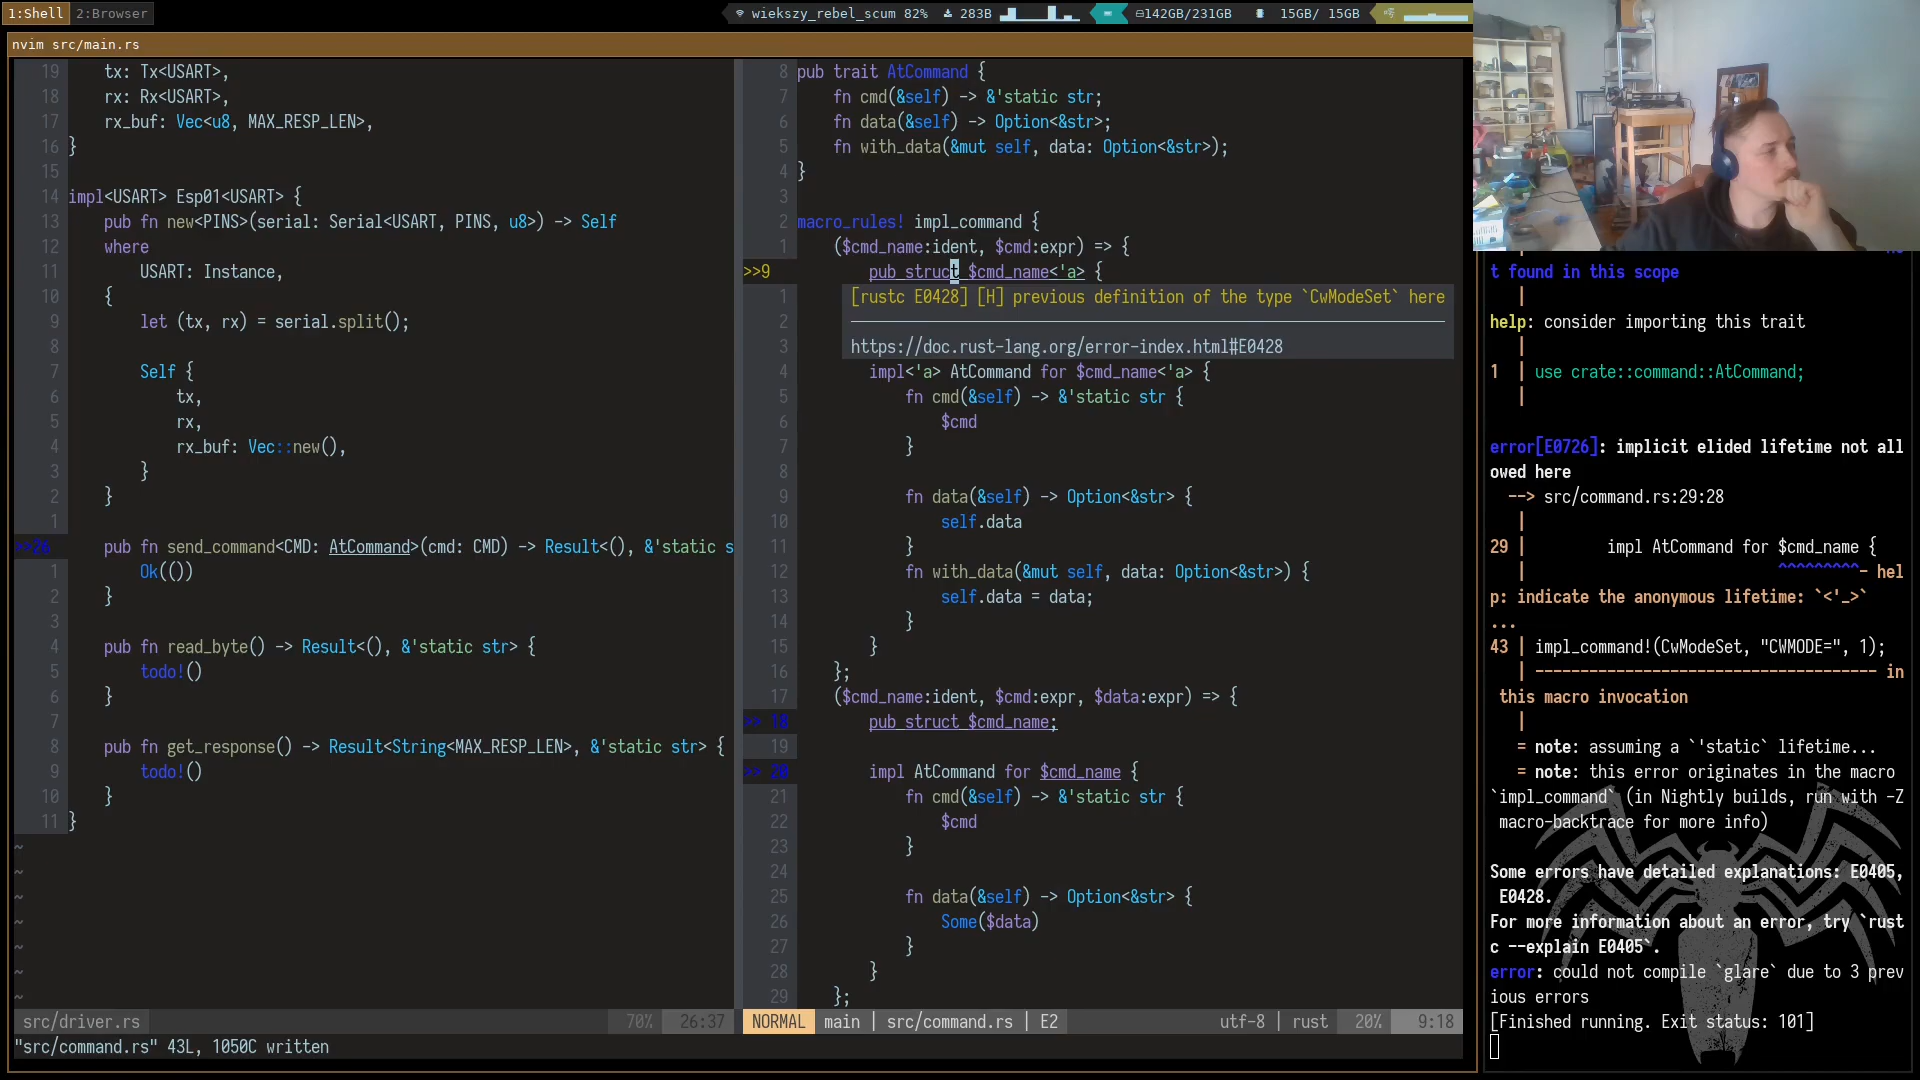 1:Shell 2:Browser
wiekszy_rebel_scum 82% 283B 142GB/231GB 15GB/ 15GB
nvim src/main.rs
19 tx: Tx<USART>,
18 rx: Rx<USART>,
17 rx_buf: Vec<u8, MAX_RESP_LEN>,
16 }
15
14 impl<USART> Esp01<USART> {
13 pub fn new<PINS>(serial: Serial<USART, PINS, u8>) -> Self
12 where
11 USART: Instance,
10 {
9 let (tx, rx) = serial.split();
8
7 Self {
6 tx,
5 rx,
4 rx_buf: Vec::new(),
3 }
2 }
1
>>26 pub fn send_command<CMD: AtCommand>(cmd: CMD) -> Result<(), &'static s
1 Ok(())
2 }
3
4 pub fn read_byte() -> Result<(), &'static str> {
5 todo!()
6 }
7
8 pub fn get_response() -> Result<String<MAX_RESP_LEN>, &'static str> {
9 todo!()
10 }
11 }
~
~
~
~
~
~
~
src/driver.rs 70% 26:37
8 pub trait AtCommand {
7 fn cmd(&self) -> &'static str;
6 fn data(&self) -> Option<&str>;
5 fn with_data(&mut self, data: Option<&str>);
4 }
3
2 macro_rules! impl_command {
1 ($cmd_name:ident, $cmd:expr) => {
>>9 pub struct $cmd_name<'a> {
1 [rustc E0428] [H] previous definition of the type `CwModeSet` here
2
3 https://doc.rust-lang.org/error-index.html#E0428
4 impl<'a> AtCommand for $cmd_name<'a> {
5 fn cmd(&self) -> &'static str {
6 $cmd
7 }
8
9 fn data(&self) -> Option<&str> {
10 self.data
11 }
12 fn with_data(&mut self, data: Option<&str>) {
13 self.data = data;
14 }
15 }
16 };
17 ($cmd_name:ident, $cmd:expr, $data:expr) => {
>> 18 pub struct $cmd_name;
19
>> 20 impl AtCommand for $cmd_name {
21 fn cmd(&self) -> &'static str {
22 $cmd
23 }
24
25 fn data(&self) -> Option<&str> {
26 Some($data)
27 }
28 }
29 };
NORMAL main | src/command.rs | E2 utf-8 | rust 20% 9:18
"src/command.rs" 43L, 1050C written
t found in this scope
|
help: consider importing this trait
|
1 | use crate::command::AtCommand;
|
error[E0726]: implicit elided lifetime not all
owed here
--> src/command.rs:29:28
|
29 | impl AtCommand for $cmd_name {
| ^^^^^^^^^- hel
p: indicate the anonymous lifetime: `<'_>`
...
43 | impl_command!(CwModeSet, "CWMODE=", 1);
| ------------------------------------- in
this macro invocation
|
= note: assuming a `'static` lifetime...
= note: this error originates in the macro
`impl_command` (in Nightly builds, run with -Z
macro-backtrace for more info)
Some errors have detailed explanations: E0405,
E0428.
For more information about an error, try `rust
c --explain E0405`.
error: could not compile `glare` due to 3 prev
ious errors
[Finished running. Exit status: 101]